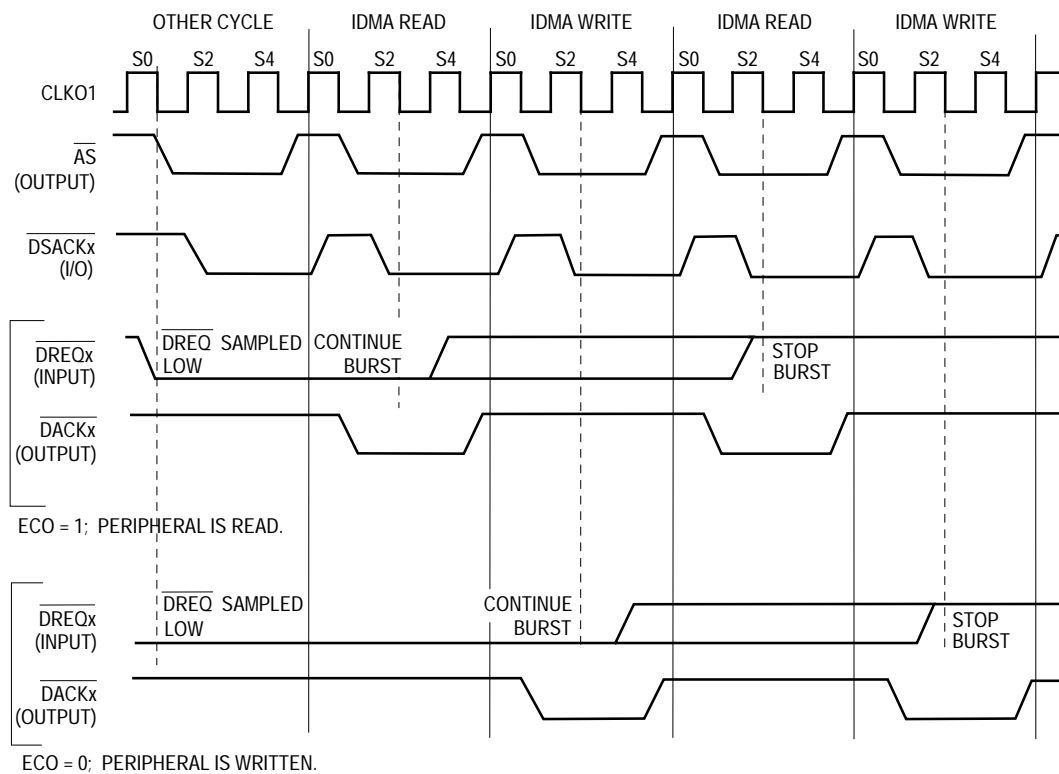 OTHER CYCLE IDMA READ IDMA WRITE IDMA READ IDMA WRITE
S0 S2 S4 S0 S2 S4 S0 S2 S4 S0 S2 S4 S0 S2 S4
CLKO1
AS
(OUTPUT)
DSACKx
(I/O)
DREQx
(INPUT)
DREQ SAMPLED
LOW
CONTINUE
BURST
STOP
BURST
DACKx
(OUTPUT)
ECO = 1; PERIPHERAL IS READ.
DREQx
(INPUT)
DREQ SAMPLED
LOW
CONTINUE
BURST
STOP
BURST
DACKx
(OUTPUT)
ECO = 0; PERIPHERAL IS WRITTEN.